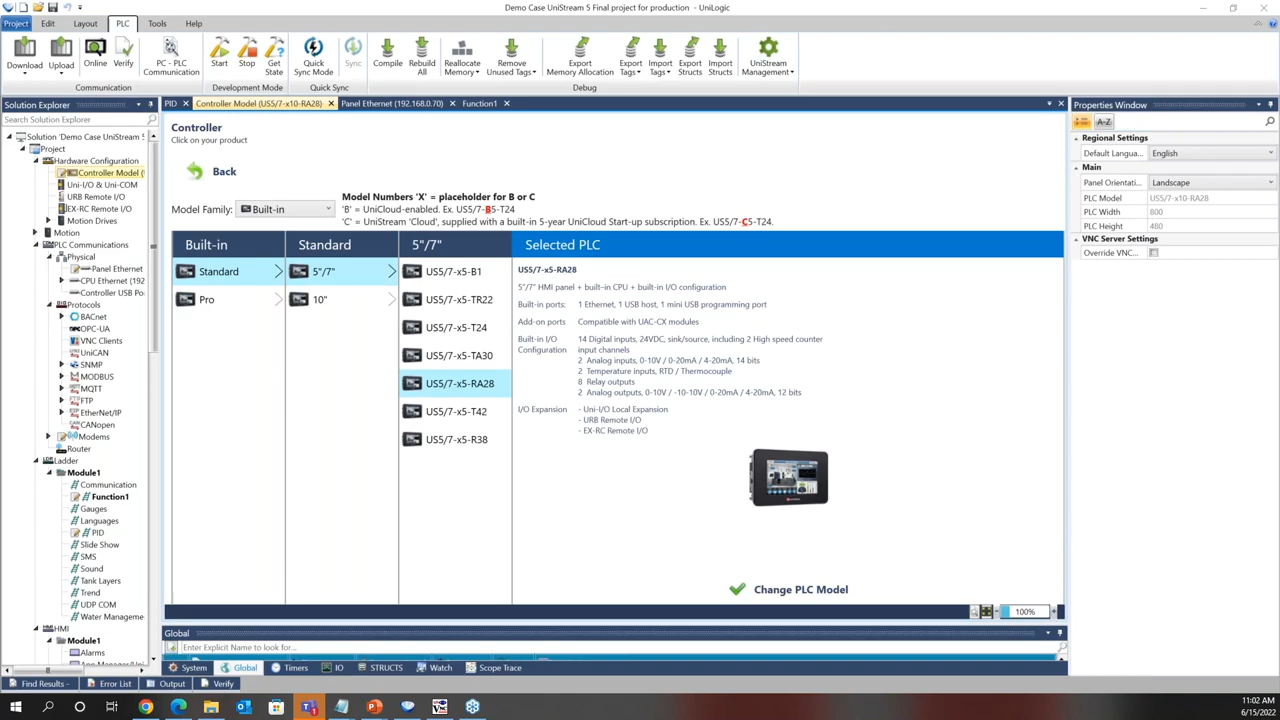 Demo Case UniStream 5 Final project for production - UniLogic
Project
Edit
Layout
PLC
Tools
Help
Download
Upload
Online
Verify
PC - PLC
Communication
Start
Stop
Get
State
Quick
Sync Mode
Sync
Compile
Rebuild
All
Reallocate
Memory
Remove
Unused Tags
Export
Memory Allocation
Export
Tags
Import
Tags
Export
Structs
Import
Structs
UniStream
Management
Communication
Development Mode
Quick Sync
Debug
Solution Explorer
PID
Controller Model (US5/7-x10-RA28)
Panel Ethernet (192.168.0.70)
Function1
Properties Window
Search Solution Explorer
Solution 'Demo Case UniStream 5
Project
Hardware Configuration
Controller Model (
Uni-I/O & Uni-COM
URB Remote I/O
EX-RC Remote I/O
Motion Drives
Motion
PLC Communications
Physical
Panel Ethernet
CPU Ethernet (192
Controller USB Po
Protocols
BACnet
OPC-UA
VNC Clients
UniCAN
SNMP
MODBUS
MQTT
FTP
EtherNet/IP
CANopen
Modems
Router
Ladder
Module1
Communication
Function1
Gauges
Languages
PID
Slide Show
SMS
Sound
Tank Layers
Trend
UDP COM
Water Manageme
HMI
Module1
Alarms
Controller
Click on your product
Back
Model Family:
Built-in
Model Numbers 'X' = placeholder for B or C
'B' = UniCloud-enabled. Ex. US5/7-B5-T24
'C' = UniStream 'Cloud', supplied with a built-in 5-year UniCloud Start-up subscription. Ex. US5/7-C5-T24.
Built-in
Standard
5"/7"
Selected PLC
Standard
Pro
5"/7"
10"
US5/7-x5-B1
US5/7-x5-TR22
US5/7-x5-T24
US5/7-x5-TA30
US5/7-x5-RA28
US5/7-x5-T42
US5/7-x5-R38
US5/7-x5-RA28
5"/7" HMI panel + built-in CPU + built-in I/O configuration
Built-in ports: 1 Ethernet, 1 USB host, 1 mini USB programming port
Add-on ports Compatible with UAC-CX modules
Built-in I/O Configuration
14 Digital inputs, 24VDC, sink/source, including 2 High speed counter
input channels
2 Analog inputs, 0-10V / 0-20mA / 4-20mA, 14 bits
2 Temperature inputs, RTD / Thermocouple
8 Relay outputs
2 Analog outputs, 0-10V / -10-10V / 0-20mA / 4-20mA, 12 bits
I/O Expansion - Uni-I/O Local Expansion
- URB Remote I/O
- EX-RC Remote I/O
Change PLC Model
100%
A-Z
Regional Settings
Default Langua...
English
Main
Panel Orientati...
Landscape
PLC Model
US5/7-x10-RA28
PLC Width
800
PLC Height
480
VNC Server Settings
Override VNC...
Global
Enter Explicit Name to look for...
System
Global
Timers
IO
STRUCTS
Watch
Scope Trace
Find Results -
Error List
Output
Verify
11:02 AM
6/15/2022